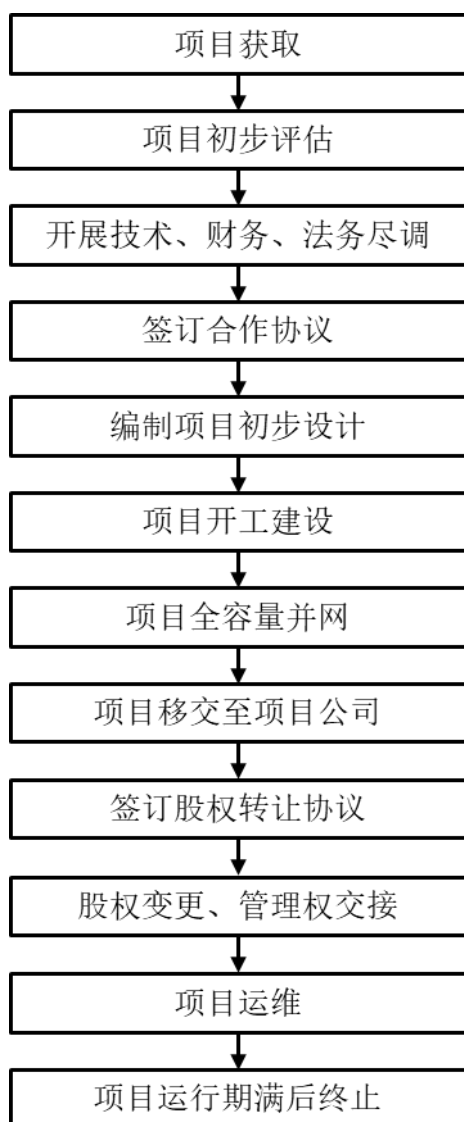 项目获取
项目初步评估
开展技术、财务、法务尽调
签订合作协议
编制项目初步设计
项目开工建设
项目全容量并网
项目移交至项目公司
签订股权转让协议
股权变更、管理权交接
项目运维
项目运行期满后终止